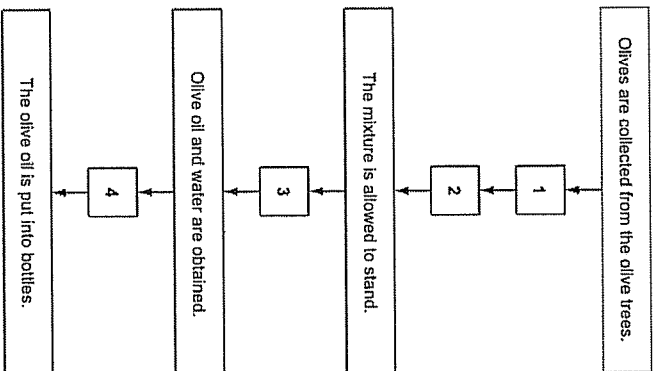 Olives are collected from the olive trees.
1
2
The mixture is allowed to stand.
3
Olive oil and water are obtained.
4
The olive oil is put into bottles.